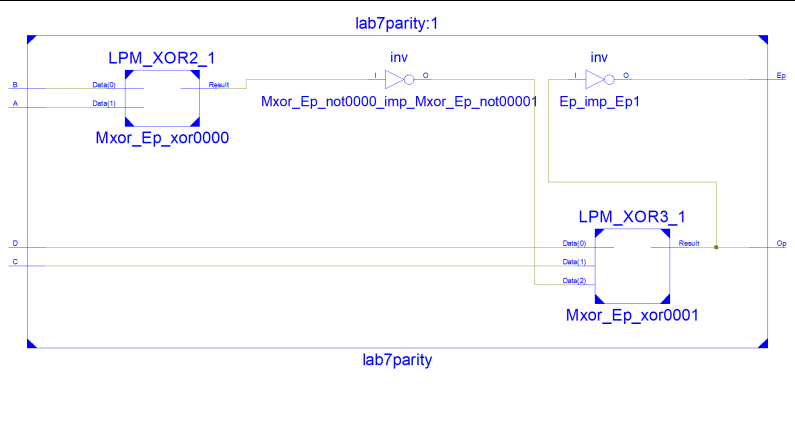 lab7parity:1
LPM_XOR2_1
inv
inv
B
Data(0)
Result
I
O
I
O
Ep
A
Data(1)
Mxor_Ep_not0000_imp_Mxor_Ep_not00001
Ep_imp_Ep1
Mxor_Ep_xor0000
LPM_XOR3_1
D
Data(0)
Result
Op
C
Data(1)
Data(2)
Mxor_Ep_xor0001
lab7parity